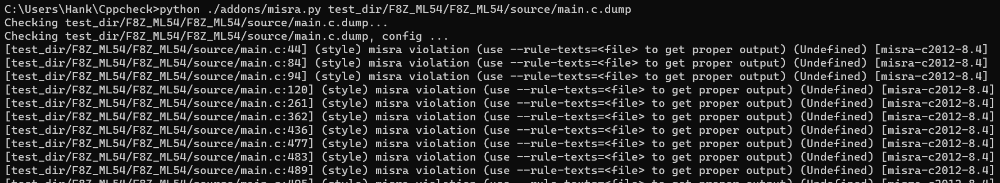 C:\Users\Hank\Cppcheck>python ./addons/misra.py test_dir/F8Z_ML54/F8Z_ML54/source/main.c.dump
Checking test_dir/F8Z_ML54/F8Z_ML54/source/main.c.dump...
Checking test_dir/F8Z_ML54/F8Z_ML54/source/main.c.dump, config ...
[test_dir/F8Z_ML54/F8Z_ML54/source/main.c:44] (style) misra violation (use --rule-texts=<file> to get proper output) (Undefined) [misra-c2012-8.4]
[test_dir/F8Z_ML54/F8Z_ML54/source/main.c:84] (style) misra violation (use --rule-texts=<file> to get proper output) (Undefined) [misra-c2012-8.4]
[test_dir/F8Z_ML54/F8Z_ML54/source/main.c:94] (style) misra violation (use --rule-texts=<file> to get proper output) (Undefined) [misra-c2012-8.4]
[test_dir/F8Z_ML54/F8Z_ML54/source/main.c:120] (style) misra violation (use --rule-texts=<file> to get proper output) (Undefined) [misra-c2012-8.4]
[test_dir/F8Z_ML54/F8Z_ML54/source/main.c:261] (style) misra violation (use --rule-texts=<file> to get proper output) (Undefined) [misra-c2012-8.4]
[test_dir/F8Z_ML54/F8Z_ML54/source/main.c:362] (style) misra violation (use --rule-texts=<file> to get proper output) (Undefined) [misra-c2012-8.4]
[test_dir/F8Z_ML54/F8Z_ML54/source/main.c:436] (style) misra violation (use --rule-texts=<file> to get proper output) (Undefined) [misra-c2012-8.4]
[test_dir/F8Z_ML54/F8Z_ML54/source/main.c:477] (style) misra violation (use --rule-texts=<file> to get proper output) (Undefined) [misra-c2012-8.4]
[test_dir/F8Z_ML54/F8Z_ML54/source/main.c:483] (style) misra violation (use --rule-texts=<file> to get proper output) (Undefined) [misra-c2012-8.4]
[test_dir/F8Z_ML54/F8Z_ML54/source/main.c:489] (style) misra violation (use --rule-texts=<file> to get proper output) (Undefined) [misra-c2012-8.4]